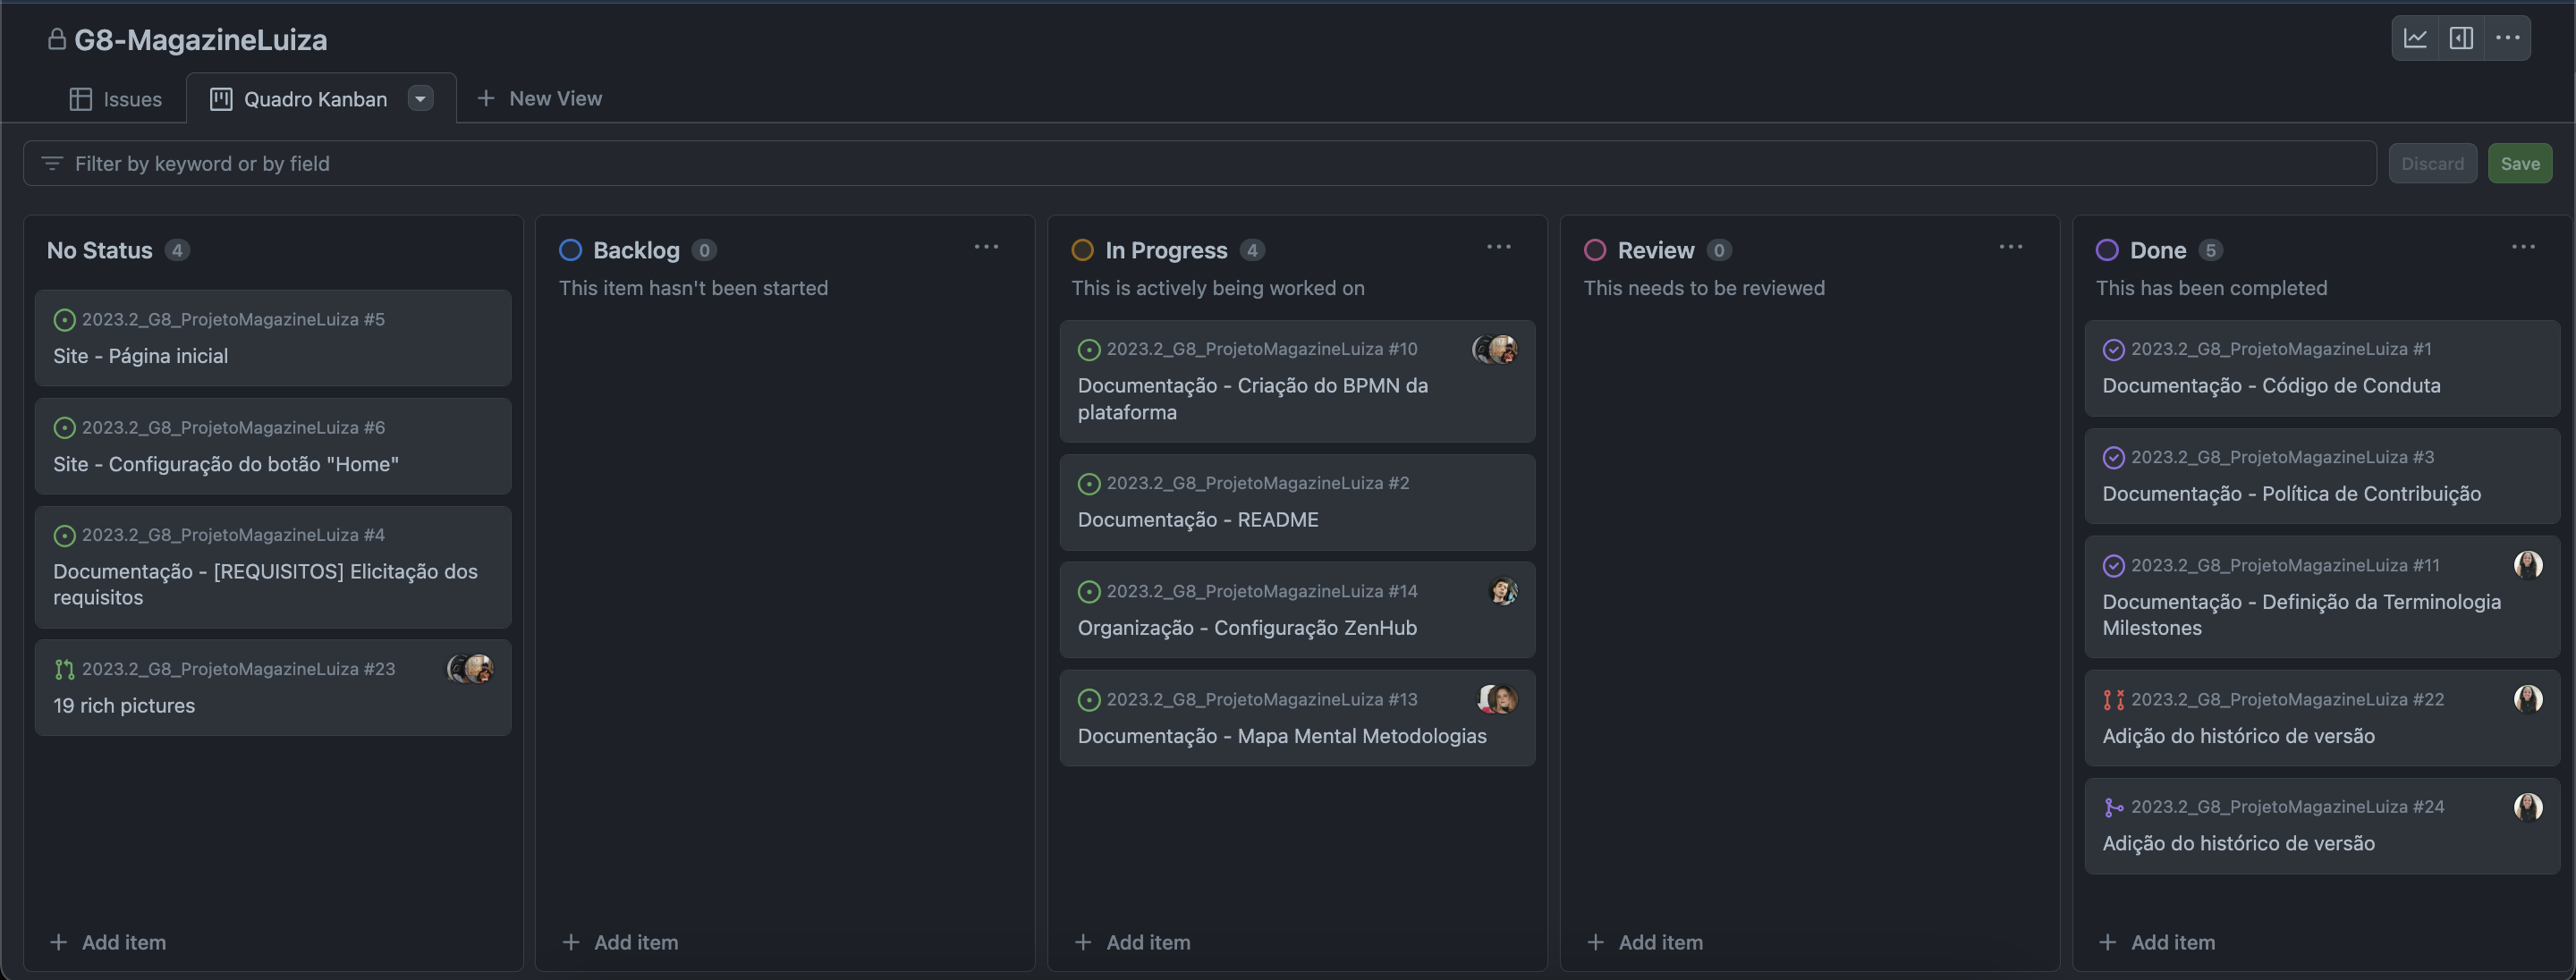 G8-MagazineLuiza
Issues
Quadro Kanban
New View
Filter by keyword or by field
Discard
Save
No Status 4
2023.2_G8_ProjetoMagazineLuiza #5
Site - Página inicial
2023.2_G8_ProjetoMagazineLuiza #6
Site - Configuração do botão "Home"
2023.2_G8_ProjetoMagazineLuiza #4
Documentação - [REQUISITOS] Elicitação dos
requisitos
2023.2_G8_ProjetoMagazineLuiza #23
19 rich pictures
Add item
Backlog 0
This item hasn't been started
Add item
In Progress 4
This is actively being worked on
2023.2_G8_ProjetoMagazineLuiza #10
Documentação - Criação do BPMN da
plataforma
2023.2_G8_ProjetoMagazineLuiza #2
Documentação - README
2023.2_G8_ProjetoMagazineLuiza #14
Organização - Configuração ZenHub
2023.2_G8_ProjetoMagazineLuiza #13
Documentação - Mapa Mental Metodologias
Add item
Review 0
This needs to be reviewed
Add item
Done 5
This has been completed
2023.2_G8_ProjetoMagazineLuiza #1
Documentação - Código de Conduta
2023.2_G8_ProjetoMagazineLuiza #3
Documentação - Política de Contribuição
2023.2_G8_ProjetoMagazineLuiza #11
Documentação - Definição da Terminologia
Milestones
2023.2_G8_ProjetoMagazineLuiza #22
Adição do histórico de versão
2023.2_G8_ProjetoMagazineLuiza #24
Adição do histórico de versão
Add item